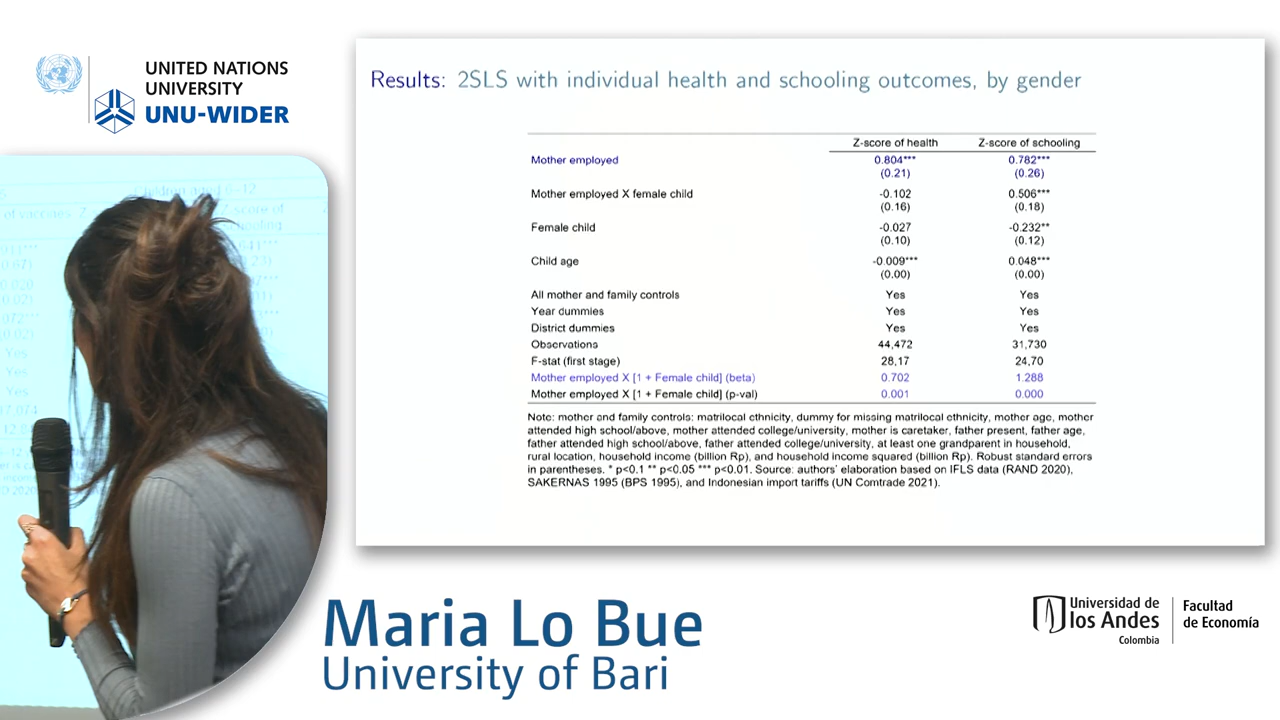 UNITED NATIONS
UNIVERSITY
UNU-WIDER
Results: 2SLS with individual health and schooling outcomes, by gender
Z-score of health Z-score of schooling
Mother employed 0.804*** 0.782***
(0.21) (0.26)
Mother employed X female child -0.102 0.506***
(0.16) (0.18)
Female child -0.027 -0.232**
(0.10) (0.12)
Child age -0.009*** 0.048***
(0.00) (0.00)
All mother and family controls Yes Yes
Year dummies Yes Yes
District dummies Yes Yes
Observations 44,472 31,730
F-stat (first stage) 28,17 24,70
Mother employed X [1 + Female child] (beta) 0.702 1.288
Mother employed X [1 + Female child] (p-val) 0.001 0.000
Note: mother and family controls: matrilocal ethnicity, dummy for missing matrilocal ethnicity, mother age, mother
attended high school/above, mother attended college/university, mother is caretaker, father present, father age,
father attended high school/above, father attended college/university, at least one grandparent in household,
rural location, household income (billion Rp), and household income squared (billion Rp). Robust standard errors
in parentheses. * p<0.1 ** p<0.05 *** p<0.01. Source: authors' elaboration based on IFLS data (RAND 2020),
SAKERNAS 1995 (BPS 1995), and Indonesian import tariffs (UN Comtrade 2021).
Children aged 6–12
of vaccines
score of
Yes
Yes
Yes
Maria Lo Bue
University of Bari
Universidad de
los Andes
Colombia
Facultad
de Economía